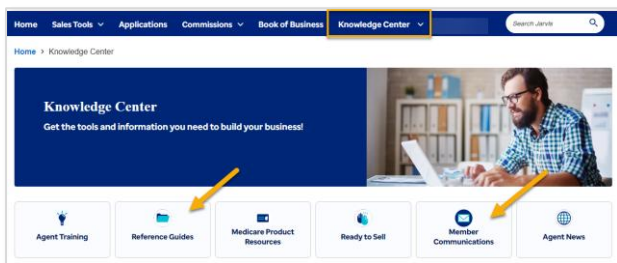 Home Sales Tools Applications Commissions Book of Business Knowledge Center Search Jarvis
Home > Knowledge Center
Knowledge Center
Get the tools and information you need to build your business!
Agent Training
Reference Guides
Medicare Product
Resources
Ready to Sell
Member
Communications
Agent News